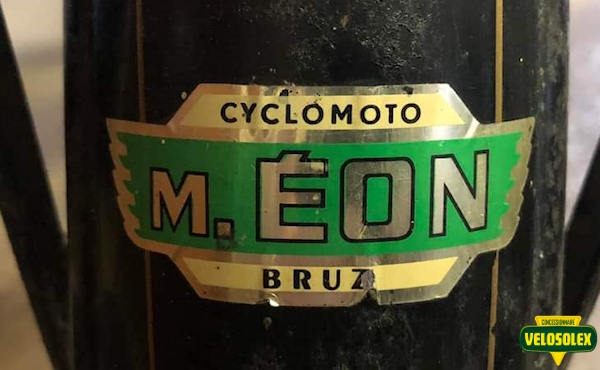 CYCLOMOTO
M. ÉON
BRUZ
CONCESSIONNAIRE
VELOSOLEX